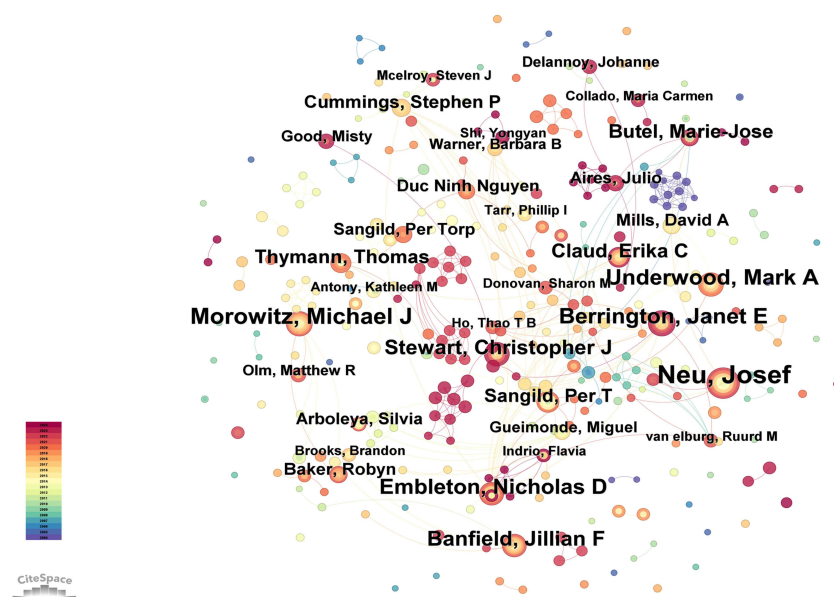 Delannoy, Johanne
Mcelroy, Steven J
Collado, Maria Carmen
Cummings, Stephen P
Good, Misty
Shi, Yongyan
Butel, Marie-Jose
Warner, Barbara B
Aires, Julio
Duc Ninh Nguyen
Tarr, Phillip I
Mills, David A
Sangild, Per Torp
Thymann, Thomas
Claud, Erika C
Antony, Kathleen M
Donovan, Sharon M
Underwood, Mark A
Morowitz, Michael J
Ho, Thao T B
Berrington, Janet E
Stewart, Christopher J
Olm, Matthew R
Neu, Josef
Sangild, Per T
Arboleya, Silvia
Gueimonde, Miguel
van elburg, Ruurd M
Brooks, Brandon
Indrio, Flavia
Baker, Robyn
Embleton, Nicholas D
Banfield, Jillian F
CiteSpace